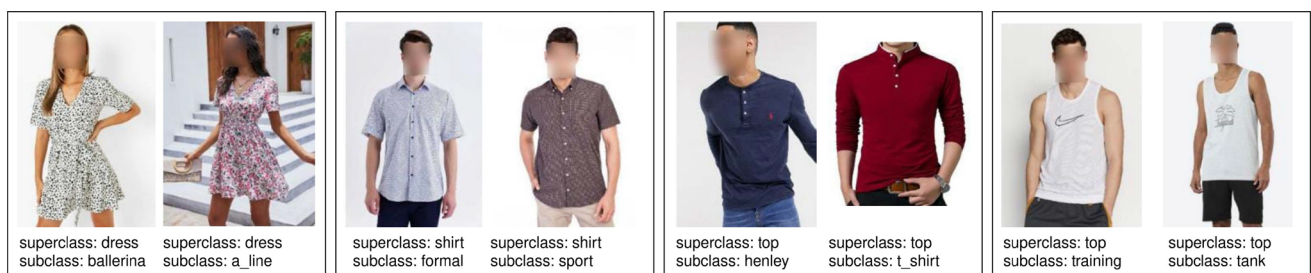 superclass: dress
subclass: ballerina
superclass: dress
subclass: a_line
superclass: shirt
subclass: formal
superclass: shirt
subclass: sport
superclass: top
subclass: henley
superclass: top
subclass: t_shirt
superclass: top
subclass: training
superclass: top
subclass: tank